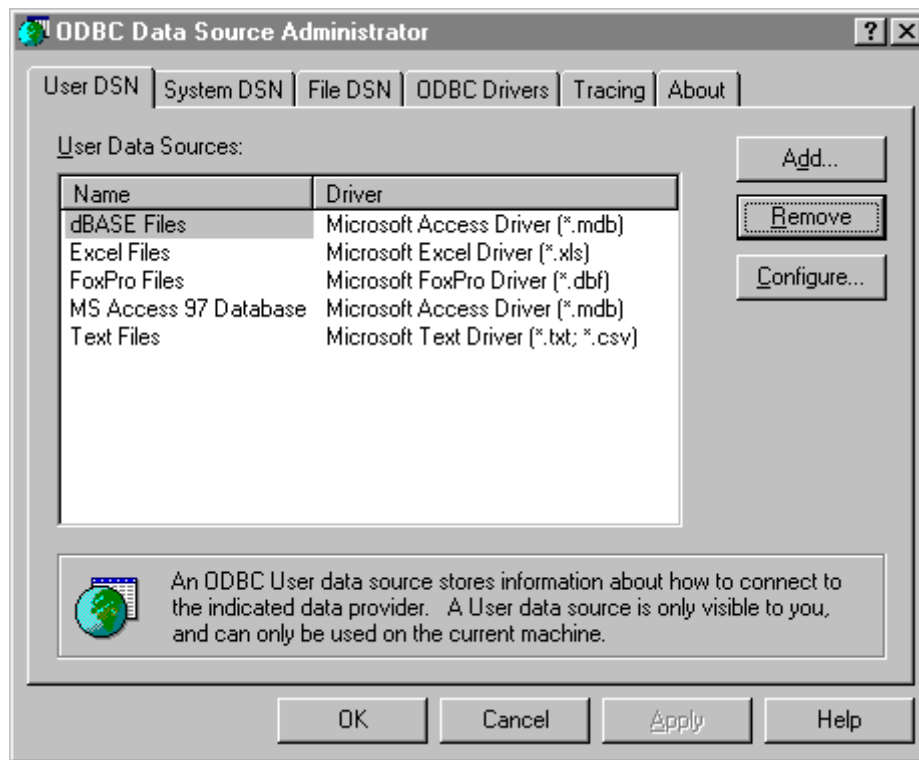 ODBC Data Source Administrator
User DSN System DSN File DSN ODBC Drivers Tracing About
User Data Sources:
Name Driver
dBASE Files Microsoft Access Driver (*.mdb)
Excel Files Microsoft Excel Driver (*.xls)
FoxPro Files Microsoft FoxPro Driver (*.dbf)
MS Access 97 Database Microsoft Access Driver (*.mdb)
Text Files Microsoft Text Driver (*.txt; *.csv)
Add...
Remove
Configure...
An ODBC User data source stores information about how to connect to
the indicated data provider. A User data source is only visible to you,
and can only be used on the current machine.
OK Cancel Apply Help